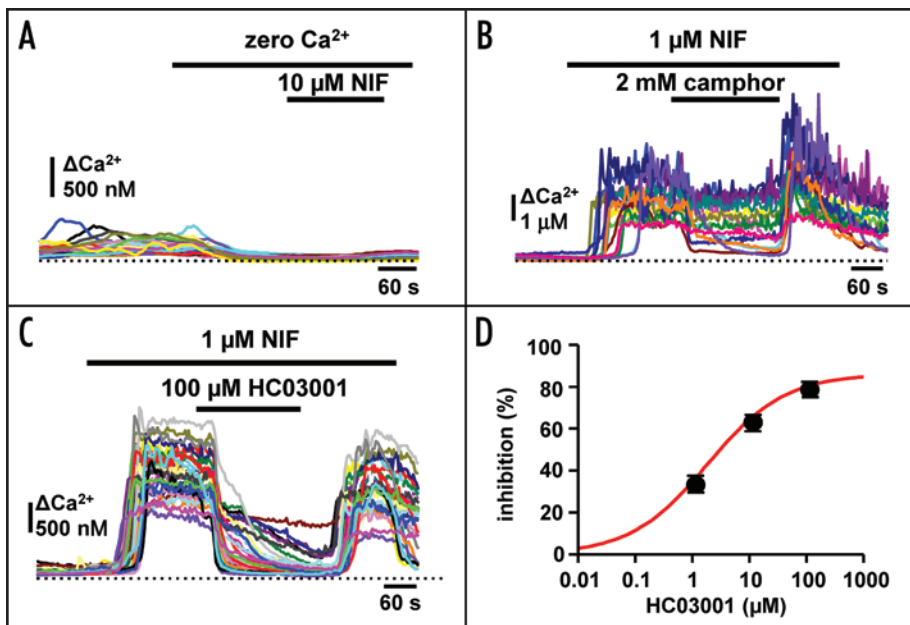 A
zero Ca²⁺
10 µM NIF
ΔCa²⁺
500 nM
60 s
B
1 µM NIF
2 mM camphor
ΔCa²⁺
1 µM
60 s
C
1 µM NIF
100 µM HC03001
ΔCa²⁺
500 nM
60 s
D
100
80
60
40
20
0
inhibition (%)
0.01 0.1 1 10 100 1000
HC03001 (µM)